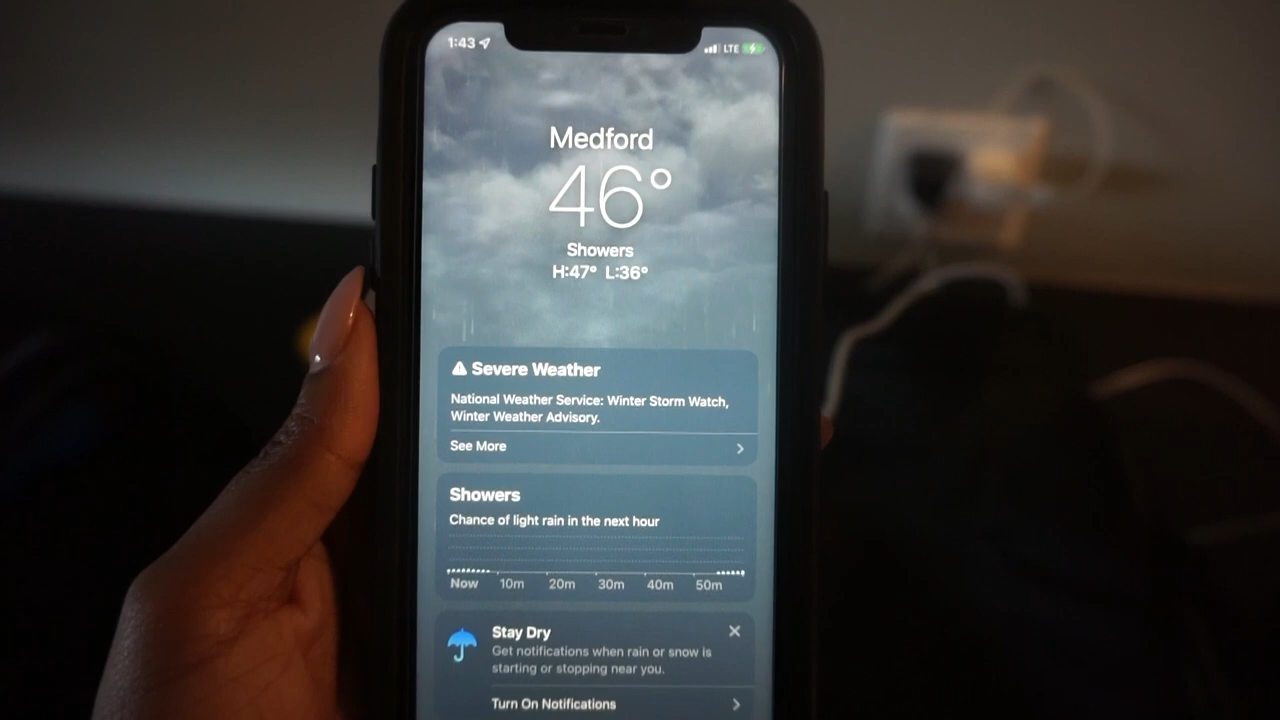 1:43
LTE
Medford
46°
Showers
H:47° L:36°
Severe Weather
National Weather Service: Winter Storm Watch,
Winter Weather Advisory.
See More
Showers
Chance of light rain in the next hour
Now 10m 20m 30m 40m 50m
Stay Dry
Get notifications when rain or snow is
starting or stopping near you.
Turn On Notifications